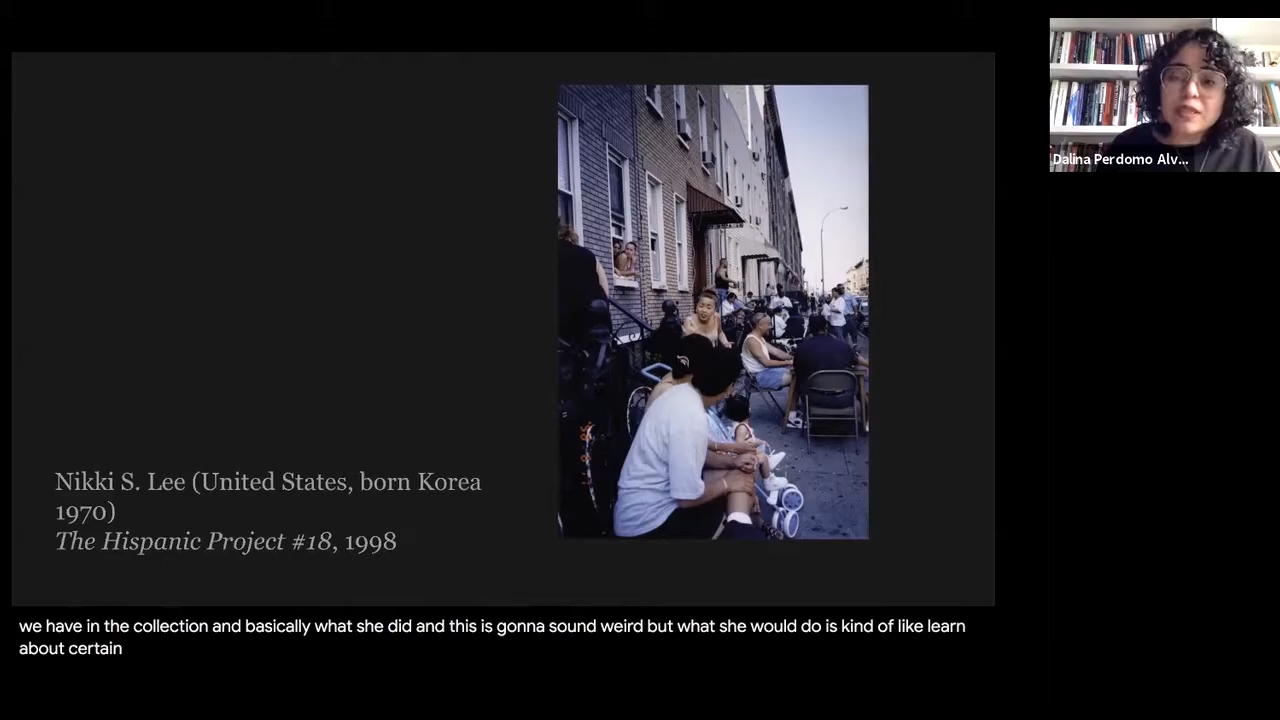 Dalina Perdomo Alv...
Nikki S. Lee (United States, born Korea
1970)
The Hispanic Project #18, 1998
we have in the collection and basically what she did and this is gonna sound weird but what she would do is kind of like learn
about certain